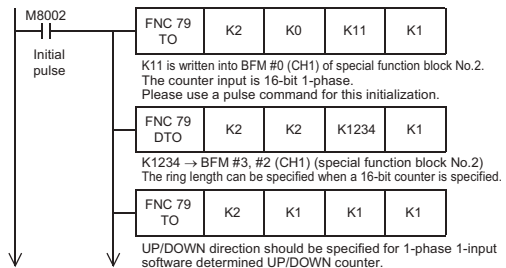 M8002
Initial
pulse
FNC 79
TO
K2
K0
K11
K1
K11 is written into BFM #0 (CH1) of special function block No.2.
The counter input is 16-bit 1-phase.
Please use a pulse command for this initialization.
FNC 79
DTO
K2
K2
K1234
K1
K1234 → BFM #3, #2 (CH1) (special function block No.2)
The ring length can be specified when a 16-bit counter is specified.
FNC 79
TO
K2
K1
K1
K1
UP/DOWN direction should be specified for 1-phase 1-input
software determined UP/DOWN counter.